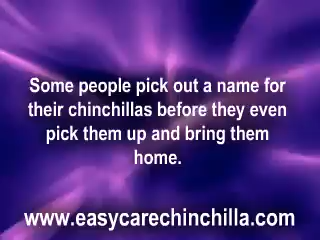 Some people pick out a name for
their chinchillas before they even
pick them up and bring them
home.
www.easycarechinchilla.com